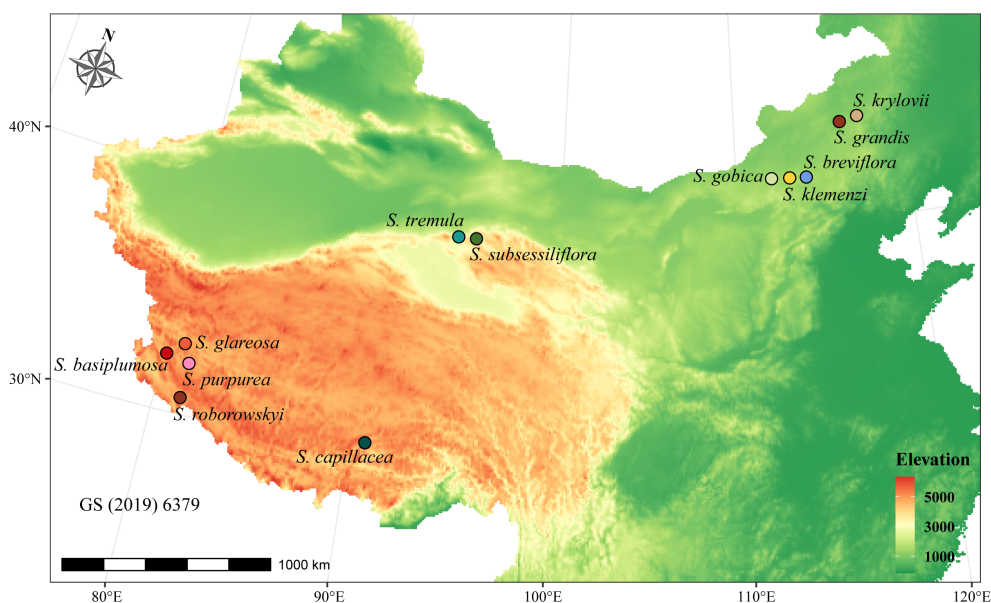 N
40°N
S. krylovii
S. grandis
S. breviflora
S. gobica
S. klemenzi
S. tremula
S. subsessiliflora
S. glareosa
S. basiplumosa
30°N
S. purpurea
S. roborowskyi
S. capillacea
Elevation
5000
3000
1000
GS (2019) 6379
1000 km
80°E
90°E
100°E
110°E
120°E